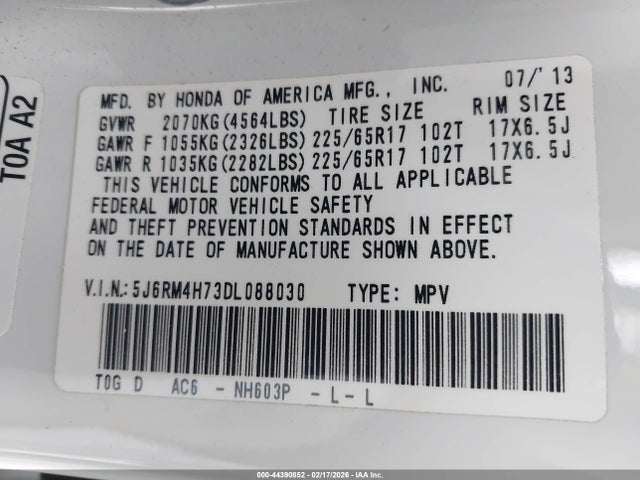 TOA A2
MFD. BY HONDA OF AMERICA MFG., INC. 07/'13
GVWR 2070KG(4564LBS) TIRE SIZE RIM SIZE
GAWR F 1055KG(2326LBS) 225/65R17 102T 17X6.5J
GAWR R 1035KG(2282LBS) 225/65R17 102T 17X6.5J
THIS VEHICLE CONFORMS TO ALL APPLICABLE
FEDERAL MOTOR VEHICLE SAFETY
AND THEFT PREVENTION STANDARDS IN EFFECT
ON THE DATE OF MANUFACTURE SHOWN ABOVE.
V.I.N.: 5J6RM4H73DL088030 TYPE: MPV
T0G D AC6 - NH603P - L - L
000-44390852 - 02/17/2026 - IAA Inc.